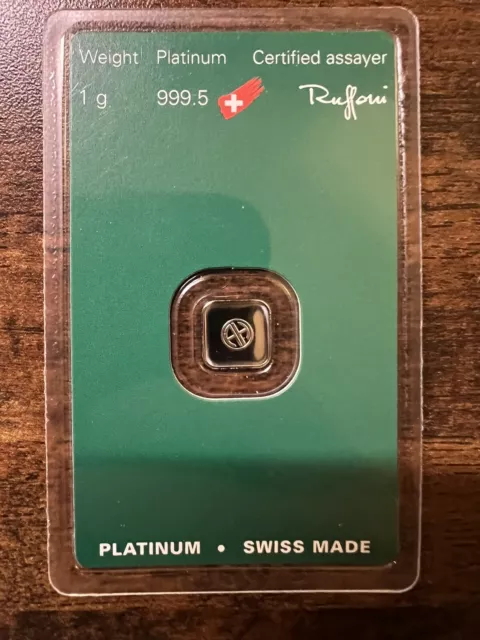 Weight Platinum Certified assayer
1 g 999.5 Ruffoni
PLATINUM • SWISS MADE